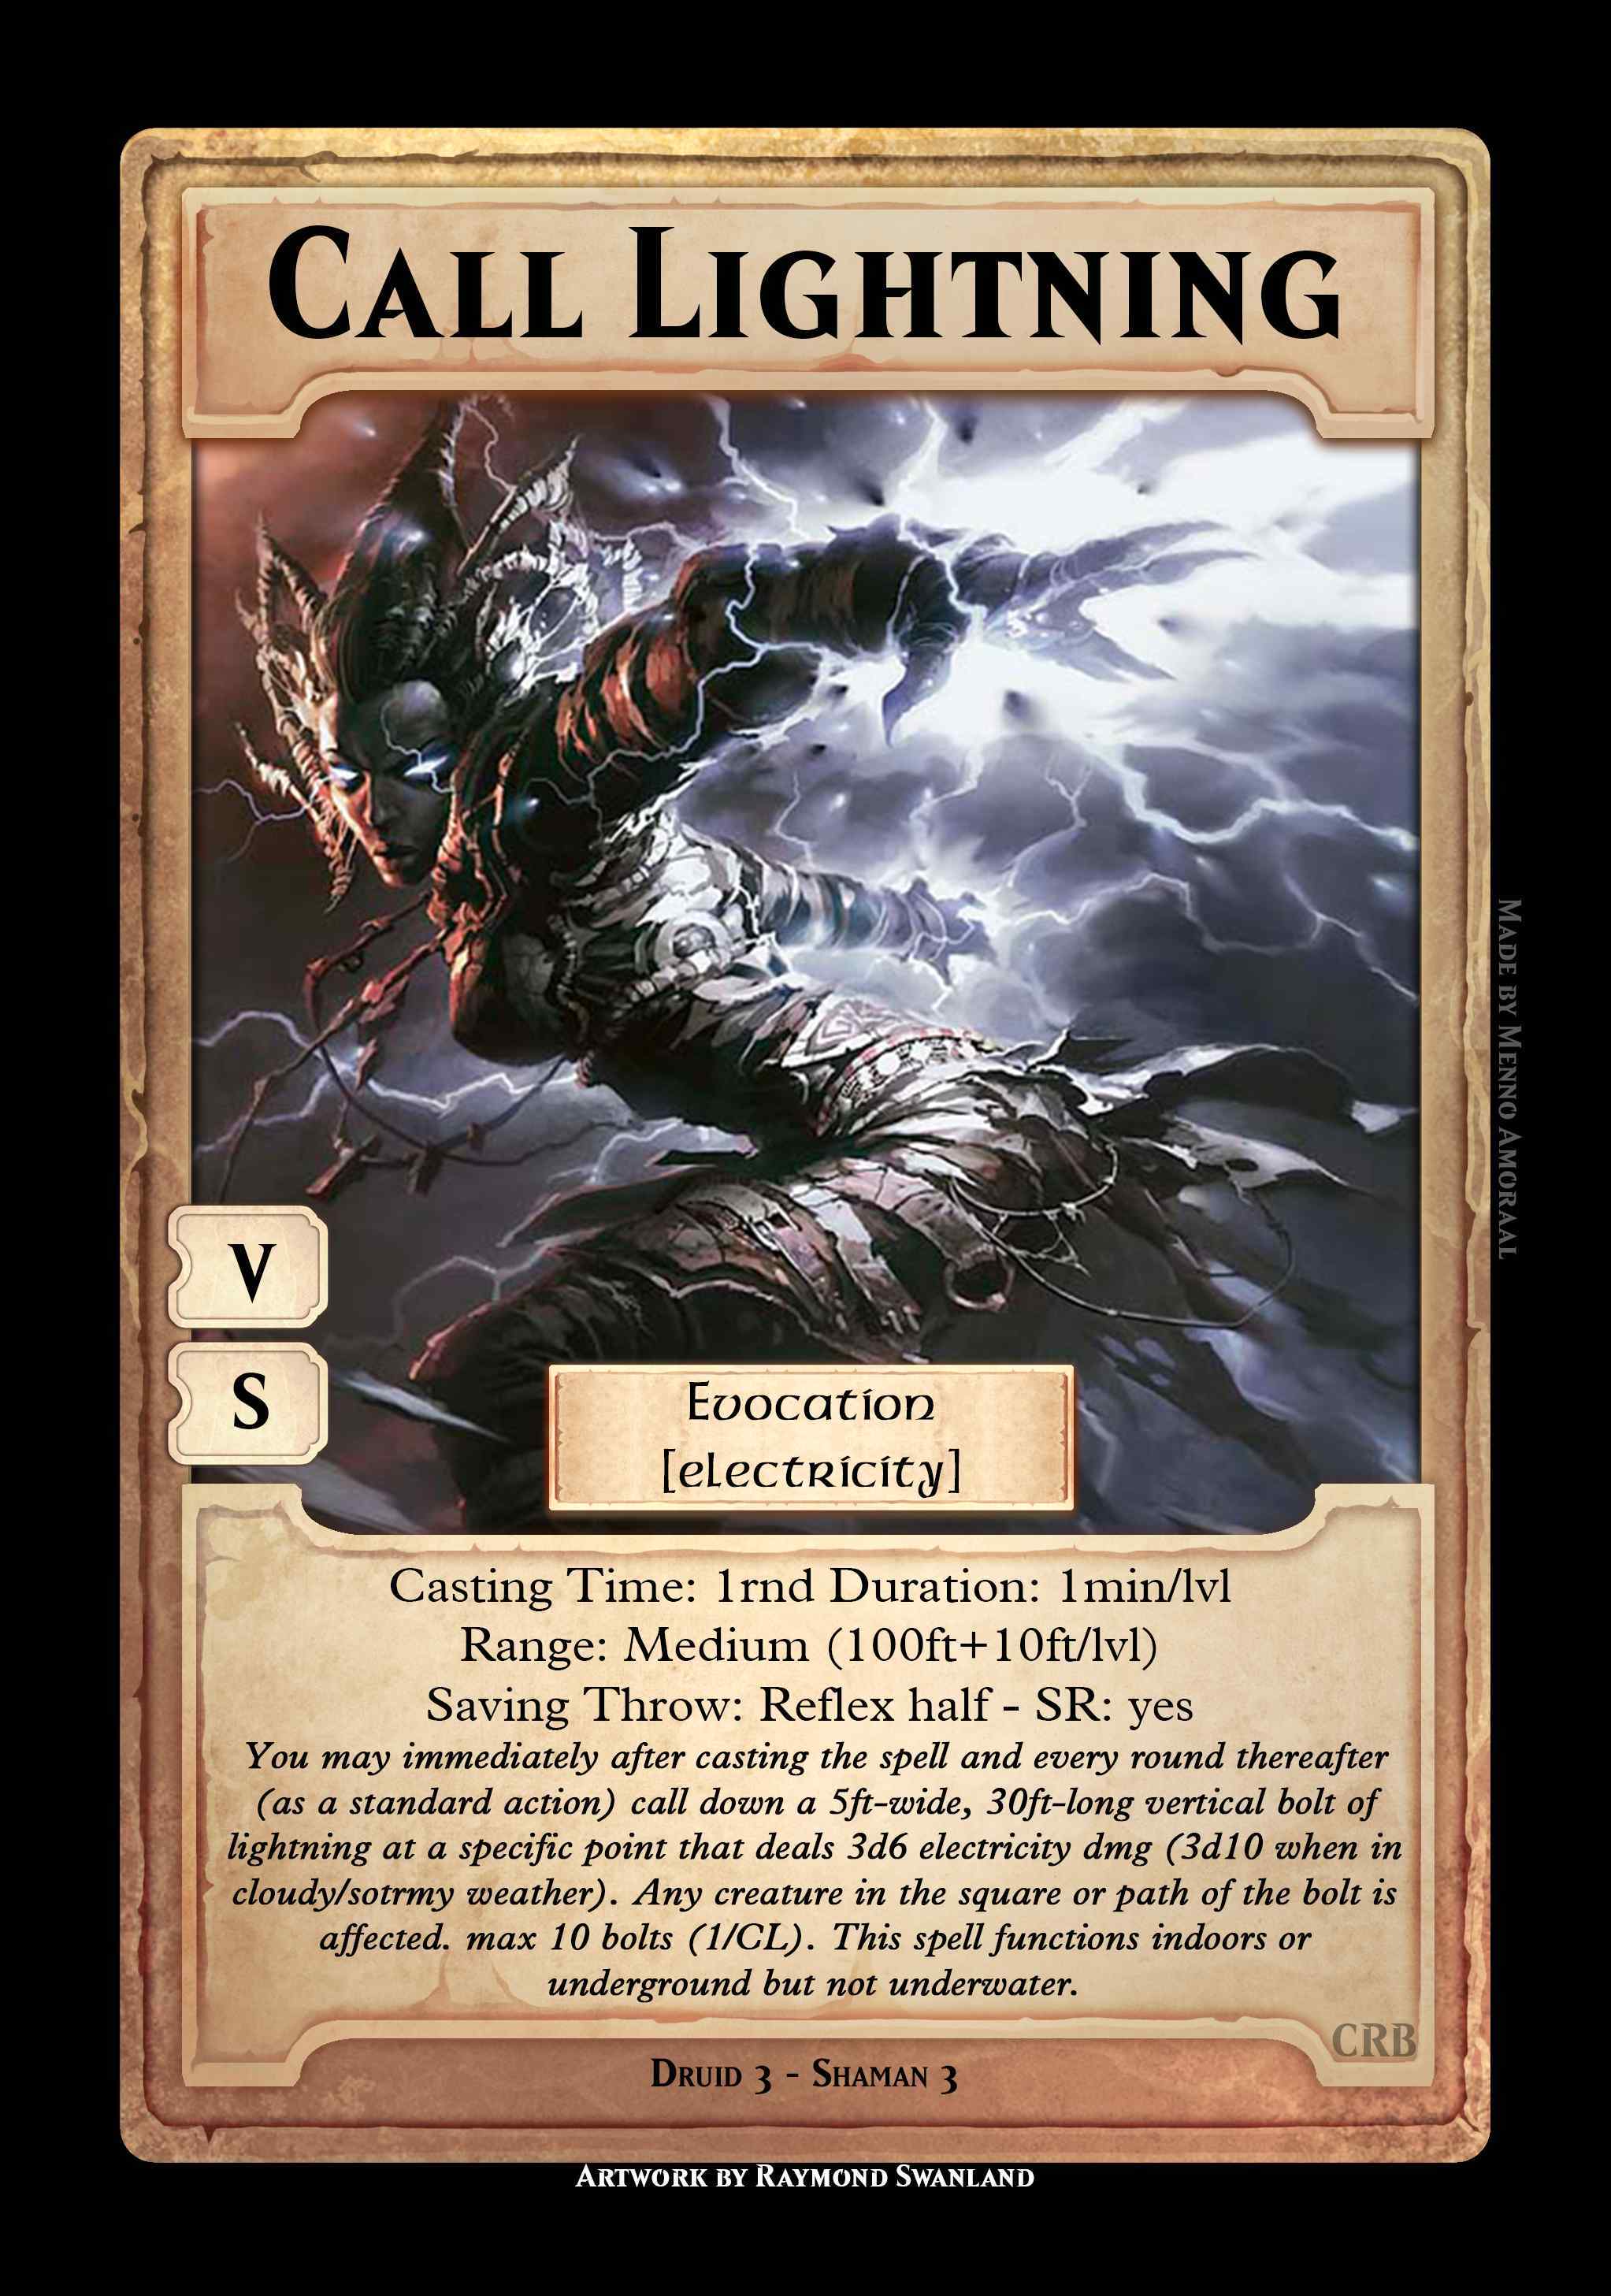 Call Lightning
V
S
Evocation
[electricity]
Casting Time: 1rnd Duration: 1min/lvl
Range: Medium (100ft+10ft/lvl)
Saving Throw: Reflex half - SR: yes
You may immediately after casting the spell and every round thereafter
(as a standard action) call down a 5ft-wide, 30ft-long vertical bolt of
lightning at a specific point that deals 3d6 electricity dmg (3d10 when in
cloudy/sotrmy weather). Any creature in the square or path of the bolt is
affected. max 10 bolts (1/CL). This spell functions indoors or
underground but not underwater.
CRB
Druid 3 - Shaman 3
Artwork by Raymond Swanland
Made by Menno Amoraal